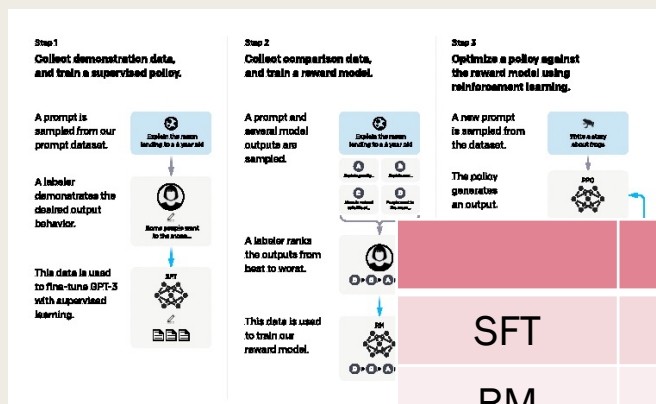 Step 1
Collect demonstration data,
and train a supervised policy.
A prompt is
sampled from our
prompt dataset.
Explain the moon
landing to a 6 year old
A labeler
demonstrates the
desired output
behavior.
Some people went
to the moon...
This data is used
to fine-tune GPT-3
with supervised
learning.
SFT
Step 2
Collect comparison data,
and train a reward model.
A prompt and
several model
outputs are
sampled.
Explain the moon
landing to a 6 year old
A
B
C
D
A labeler ranks
the outputs from
best to worst.
This data is used
to train our
reward model.
RM
Step 3
Optimize a policy against
the reward model using
reinforcement learning.
A new prompt
is sampled from
the dataset.
Write a story
about frogs
The policy
generates
an output.
PPO
SFT
RM